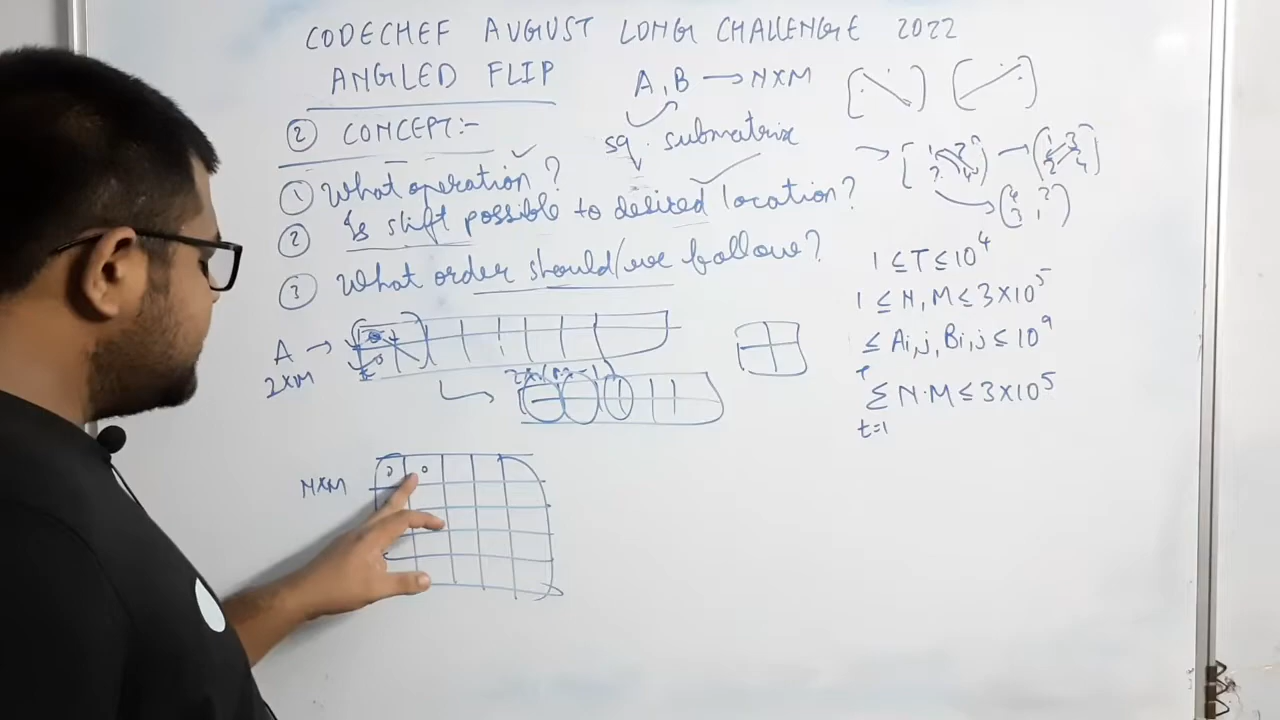 CODECHEF AUGUST LONG CHALLENGE 2022
ANGLED FLIP
A, B → N×M
② CONCEPT:-
sq. submatrix
① What operation?
② Is shift possible to desired location?
③ What order should/we follow?
1 ≤ T ≤ 10^4
1 ≤ N, M ≤ 3×10^5
≤ Ai,j, Bi,j ≤ 10^9
Σ N·M ≤ 3×10^5
t=1
A →
2×M
N×M